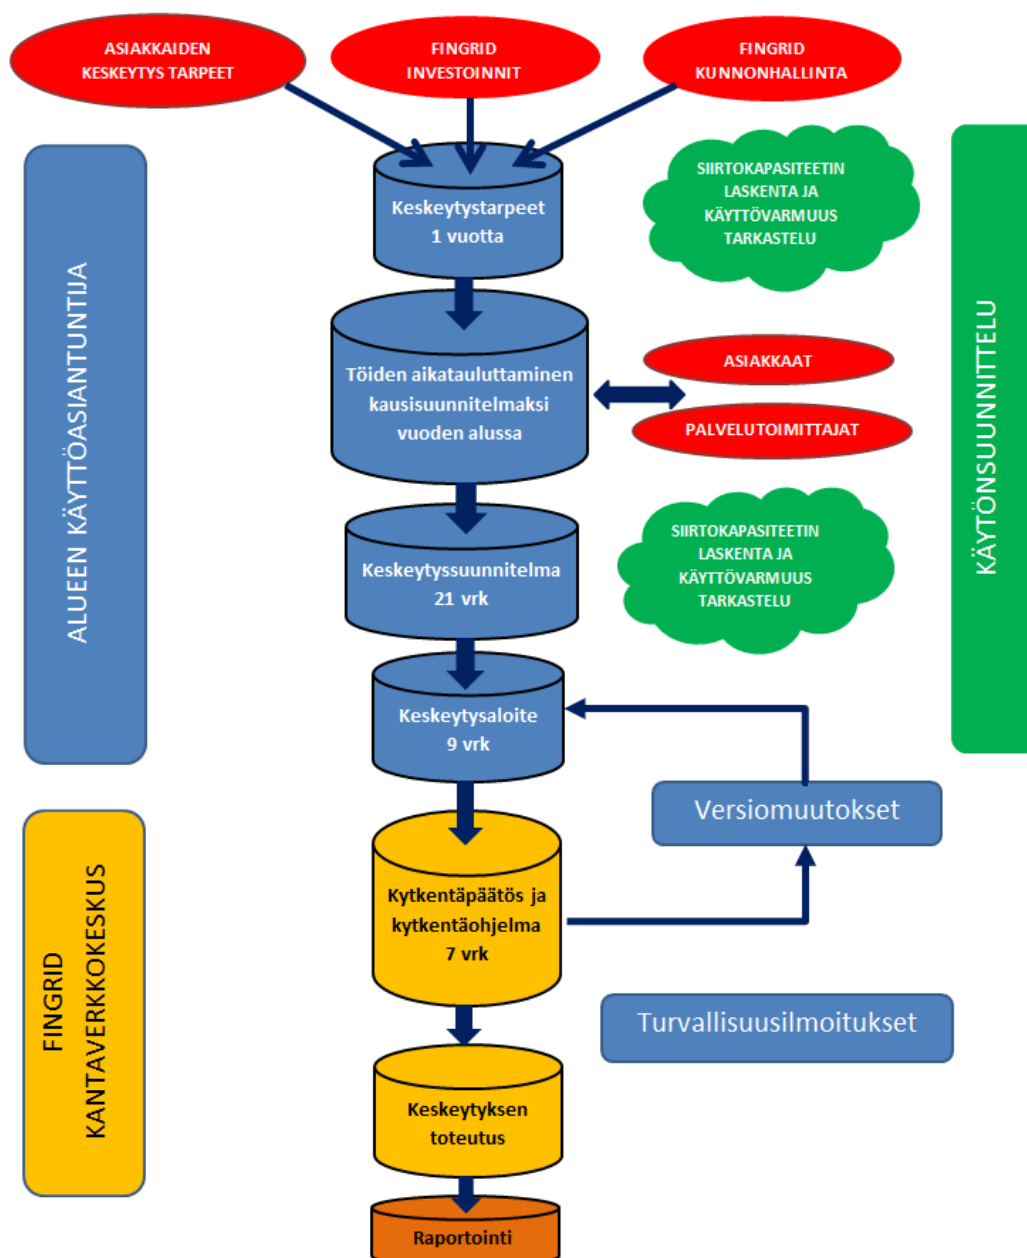 ASIAKKAIDEN
KESKEYTYS TARPEET
FINGRID
INVESTOINNIT
FINGRID
KUNNONHALLINTA
ALUEEN KÄYTTÖASIANTUNTIJA
Keskeytystarpeet
1 vuotta
SIIRTOKAPASITEETIN
LASKENTA JA
KÄYTTÖVARMUUS
TARKASTELU
KÄYTÖNSUUNNITTELU
Töiden aikatauluttaminen
kausisuunnitelmaksi
vuoden alussa
ASIAKKAAT
PALVELUTOIMITTAJAT
Keskeytyssuunnitelma
21 vrk
SIIRTOKAPASITEETIN
LASKENTA JA
KÄYTTÖVARMUUS
TARKASTELU
Keskeytysaloite
9 vrk
Versiomuutokset
FINGRID
KANTAVERKKOKESKUS
Kytkentäpäätös ja
kytkentäohjelma
7 vrk
Turvallisuusilmoitukset
Keskeytyksen
toteutus
Raportointi